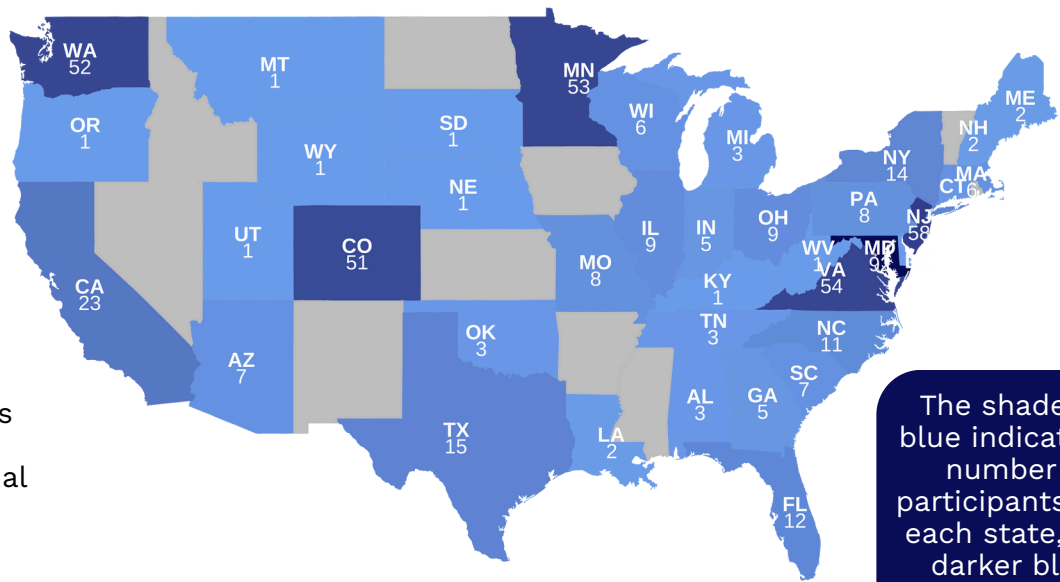 WA
52
OR
1
CA
23
MT
1
WY
1
UT
1
AZ
7
CO
51
SD
1
NE
1
OK
3
TX
15
MN
53
MO
8
LA
2
WI
6
IL
9
MI
3
IN
5
OH
9
KY
1
TN
3
AL
3
GA
5
FL
12
SC
7
NC
11
WV
1
VA
54
MD
PA
8
NJ
58
NY
14
CT
MA
6
NH
2
ME
2
s
al
The shade
blue indicat
number
participants
each state,
darker bl